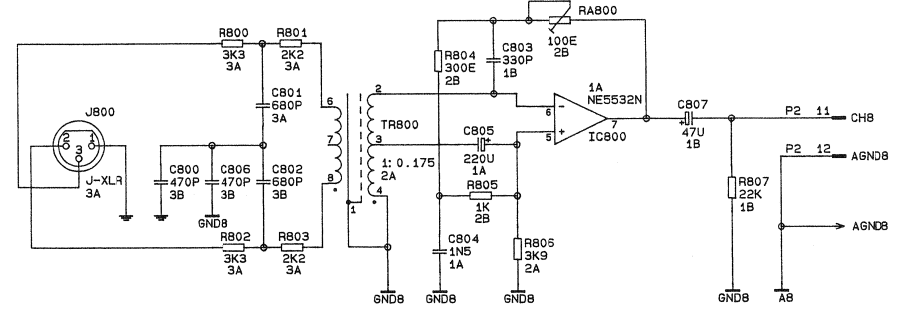 RA800
100E
2B
R800
3K3
3A
R801
2K2
3A
R804
300E
2B
C803
330P
1B
1A
NE5532N
IC800
6
5
7
C801
680P
3A
C807
47U
1B
P2 11
CH8
J800
2
1
3
J-XLR
3A
6
7
8
2
3
4
1
TR800
1:0.175
2A
C805
220U
1A
P2 12
AGND8
C800
470P
3B
C806
470P
3B
C802
680P
3A
R805
1K
2B
R807
22K
1B
GND8
AGND8
R802
3K3
3A
R803
2K2
3A
C804
1N5
1A
R806
3K9
2A
GND8
GND8
GND8
GND8
A8